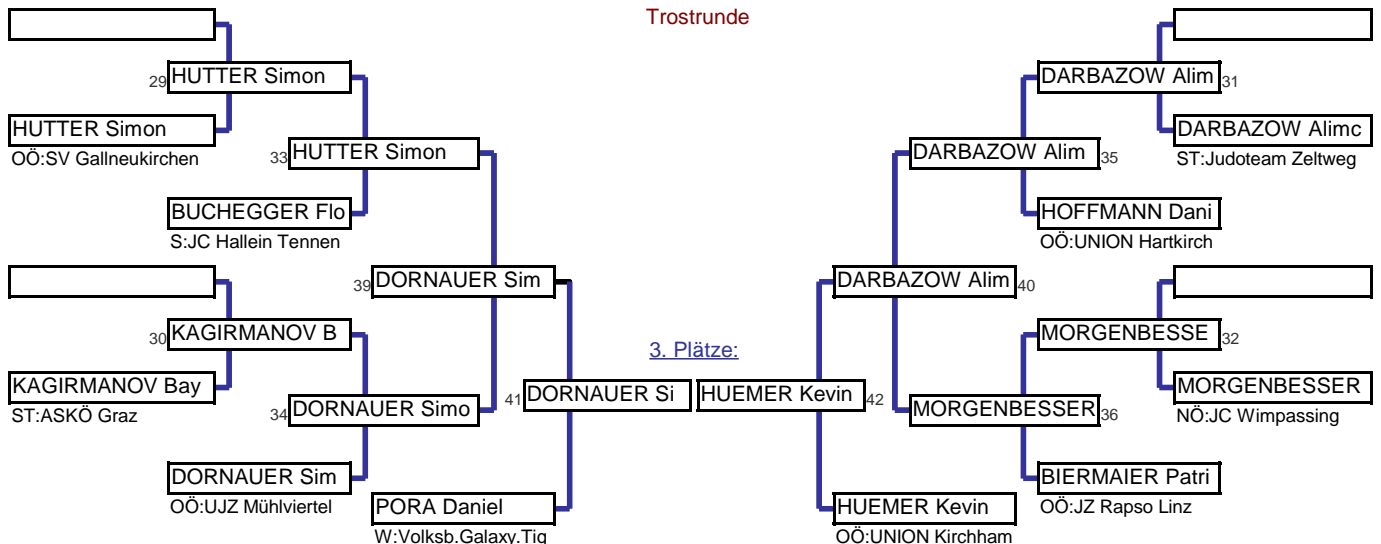 Trostrunde
29 HUTTER Simon
HUTTER Simon
OÖ:SV Gallneukirchen
33 HUTTER Simon
BUCHEGGER Flo
S:JC Hallein Tennen
39 DORNAUER Sim
30 KAGIRMANOV B
KAGIRMANOV Bay
ST:ASKÖ Graz
34 DORNAUER Simo
DORNAUER Sim
OÖ:UJZ Mühlviertel
3. Plätze:
41 DORNAUER Si
PORA Daniel
W:Volksb.Galaxy.Tig
DARBAZOW Alim 31
DARBAZOW Alimc
ST:Judoteam Zeltweg
DARBAZOW Alim 35
HOFFMANN Dani
OÖ:UNION Hartkirch
DARBAZOW Alim 40
MORGENBESSE 32
MORGENBESSER
NÖ:JC Wimpassing
HUEMER Kevin 42
MORGENBESSER 36
BIERMAIER Patri
OÖ:JZ Rapso Linz
HUEMER Kevin
OÖ:UNION Kirchham